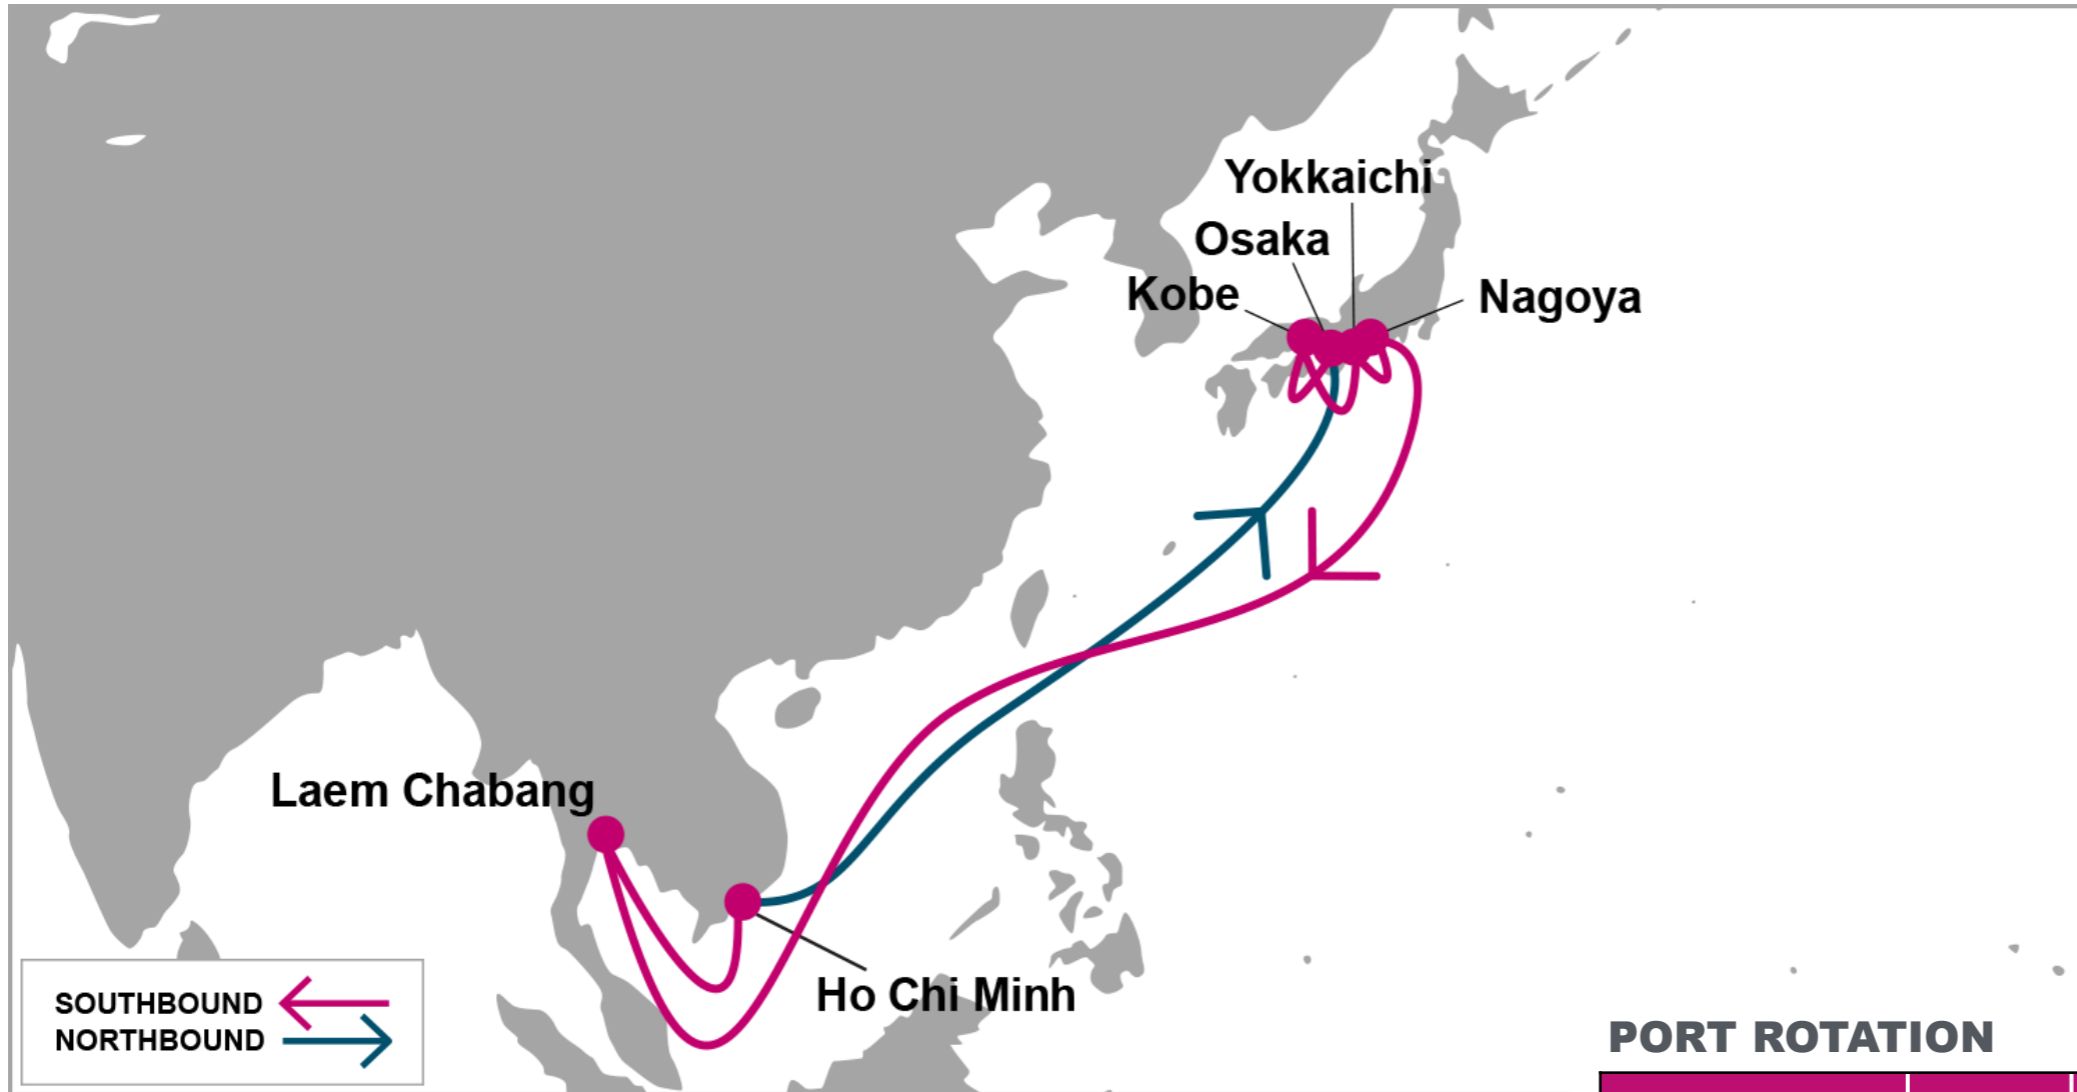 Yokkaichi
Osaka
Kobe
Nagoya
Laem Chabang
Ho Chi Minh
SOUTHBOUND
NORTHBOUND
PORT ROTATION